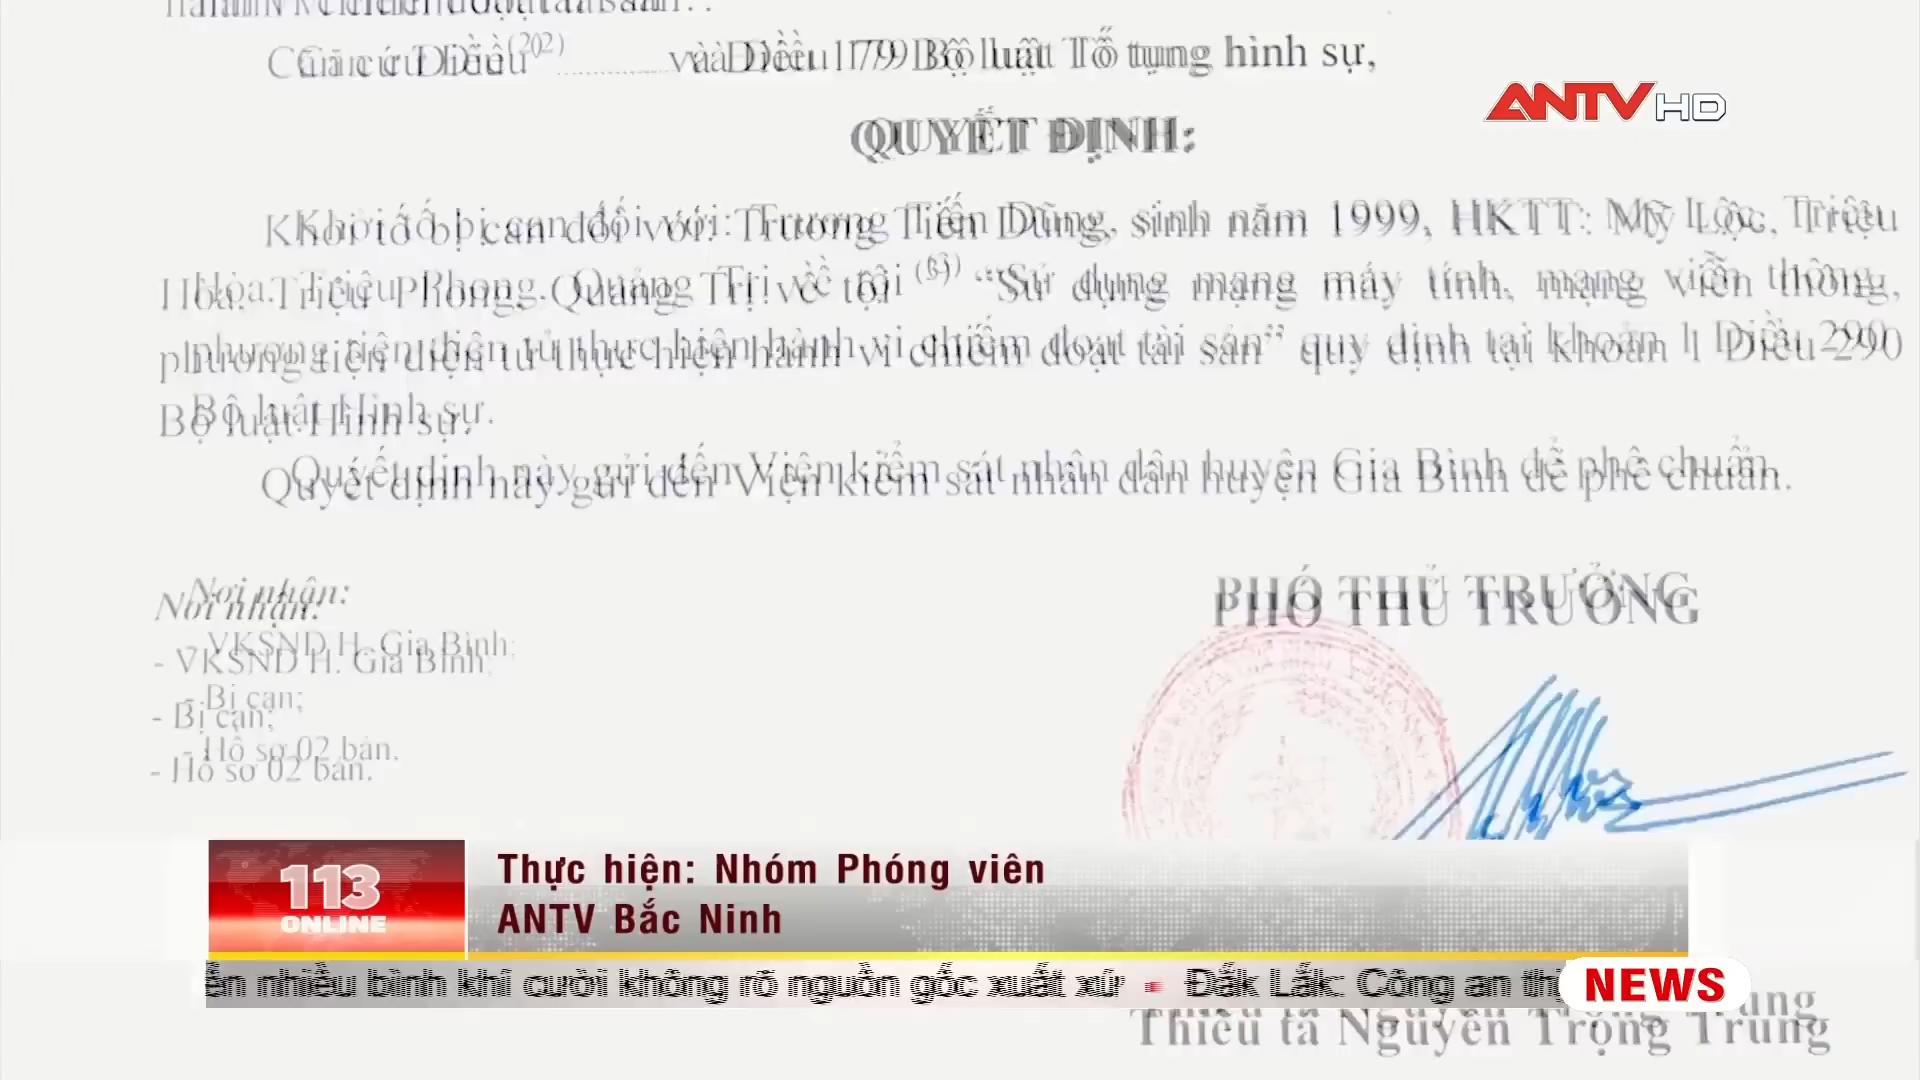 Căn cứ Điều(202) ............... và Điều 179 Bộ luật Tố tụng hình sự,
ANTV HD
QUYẾT ĐỊNH:
Khởi tố bị can đối với: Trương Tiến Dũng, sinh năm 1999, HKTT: Mỹ Lộc, Triệu
Hòa, Triệu Phong, Quảng Trị về tội “Sử dụng mạng máy tính, mạng viễn thông,
phương tiện điện tử thực hiện hành vi chiếm đoạt tài sản” quy định tại khoản 1 Điều 290
Bộ luật Hình sự.
Quyết định này gửi đến Viện kiểm sát nhân dân huyện Gia Bình để phê chuẩn.
Nơi nhận:
- VKSND H. Gia Bình;
- Bị can;
- Hồ sơ 02 bản.
PHÓ THỦ TRƯỞNG
113
ONLINE
Thực hiện: Nhóm Phóng viên
ANTV Bắc Ninh
nhiều bình khí cười không rõ nguồn gốc xuất xứ ▪ Đắk Lắk: Công an
NEWS
Thiếu tá Nguyễn Trọng Trung